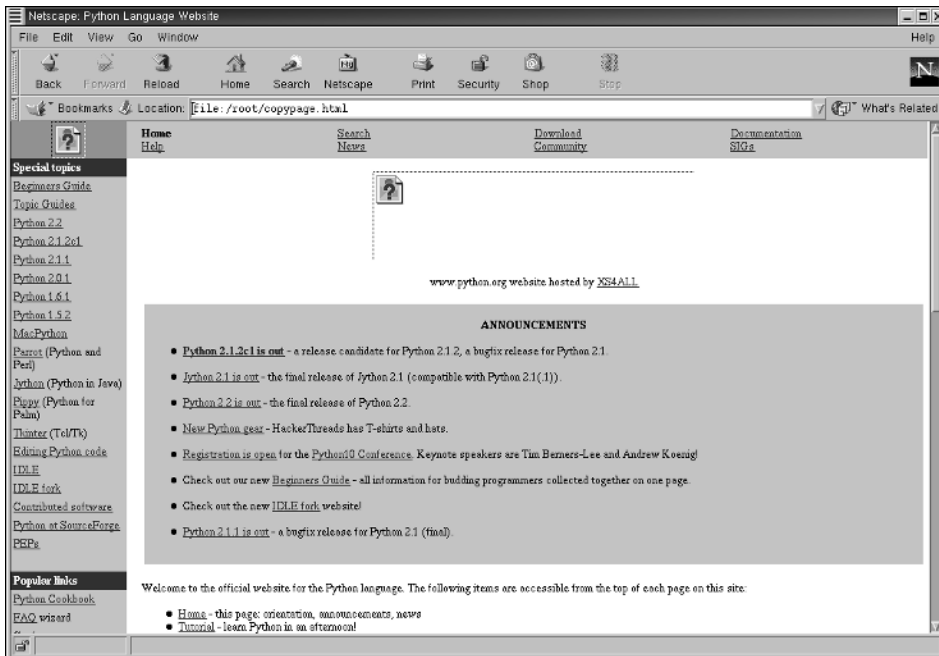 Netscape: Python Language Website
File Edit View Go Window Help
Back Forward Reload Home Search Netscape Print Security Shop Stop
N
Bookmarks Location: file:/root/copypage.html What's Related
Home Search Download Documentation
Help News Community SIGs
Special topics
Beginners Guide
Topic Guides
Python 2.2
Python 2.1.2c1
Python 2.1.1
Python 2.0.1
Python 1.6.1
Python 1.5.2
MacPython
Parrot (Python and
Perl)
Jython (Python in Java)
Pippy (Python for
Palm)
Tkinter (Tcl/Tk)
Editing Python code
IDLE
IDLE fork
Contributed software
Python at SourceForge
PEPs
Popular links
Python Cookbook
FAQ wizard
www.python.org website hosted by XS4ALL
ANNOUNCEMENTS
Python 2.1.2c1 is out - a release candidate for Python 2.1.2, a bugfix release for Python 2.1.
Jython 2.1 is out - the final release of Jython 2.1 (compatible with Python 2.1(.1)).
Python 2.2 is out - the final release of Python 2.2.
New Python gear - HackerThreads has T-shirts and hats.
Registration is open for the Python10 Conference. Keynote speakers are Tim Berners-Lee and Andrew Koenig!
Check out our new Beginners Guide - all information for budding programmers collected together on one page.
Check out the new IDLE fork website!
Python 2.1.1 is out - a bugfix release for Python 2.1 (final).
Welcome to the official website for the Python language. The following items are accessible from the top of each page on this site:
Home - this page: orientation, announcements, news
Tutorial - learn Python in an afternoon!